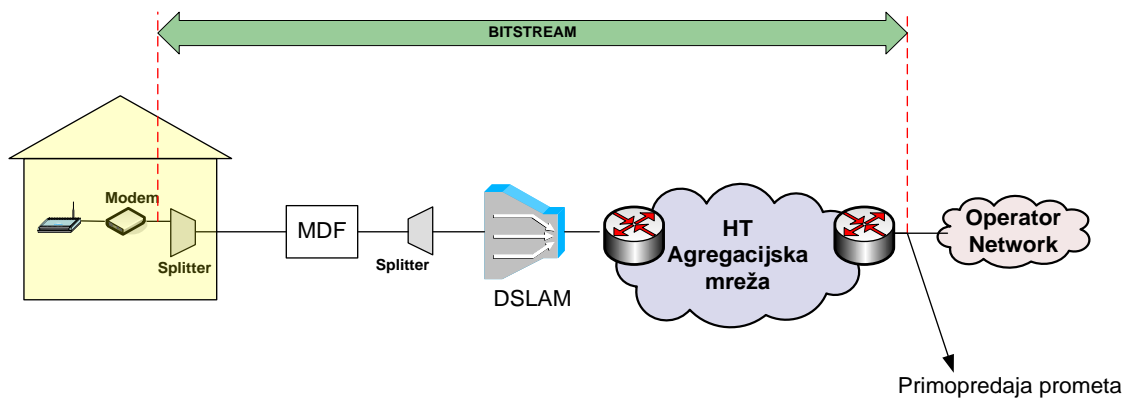 BITSTREAM
Modem
Splitter
MDF
Splitter
DSLAM
HT
Agregacijska
mreža
Operator
Network
Primopredaja prometa